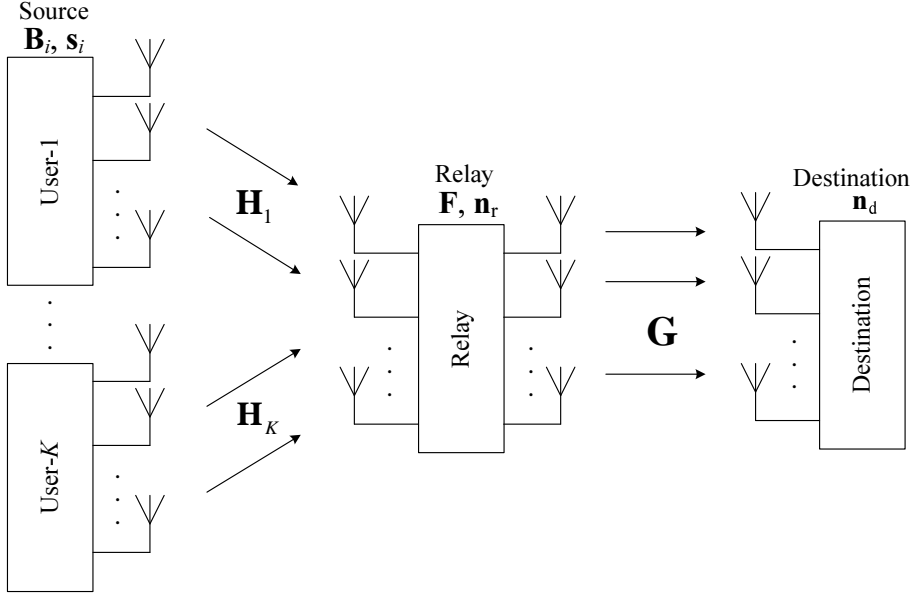 Source
B_i, s_i
User-1
H_1
User-K
H_K
Relay
F, n_r
Relay
G
Destination
n_d
Destination